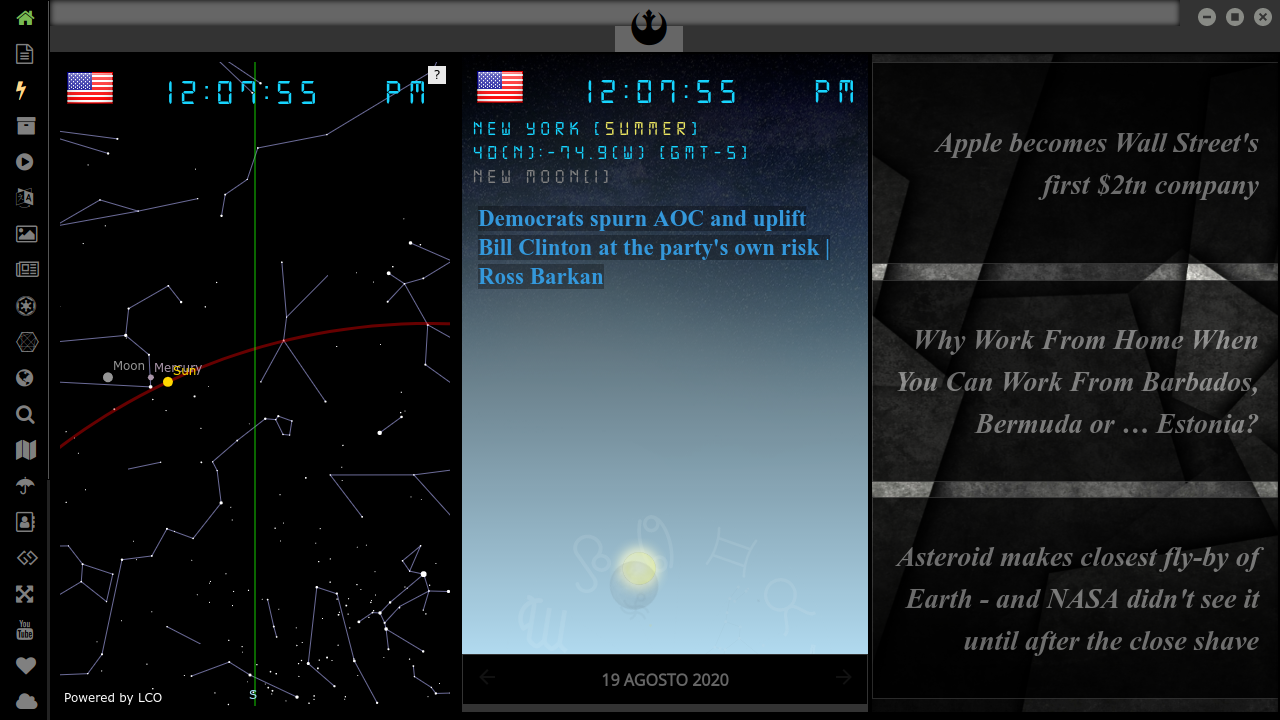 12:07:55 PM
?
Moon
Mercury
Sun
S
Powered by LCO
12:07:55 PM
NEW YORK [SUMMER]
40(N):-74.9(W) [GMT-5]
NEW MOON[1]
Democrats spurn AOC and uplift
Bill Clinton at the party's own risk |
Ross Barkan
19 AGOSTO 2020
Apple becomes Wall Street's
first $2tn company
Why Work From Home When
You Can Work From Barbados,
Bermuda or … Estonia?
Asteroid makes closest fly-by of
Earth - and NASA didn't see it
until after the close shave
You
Tube